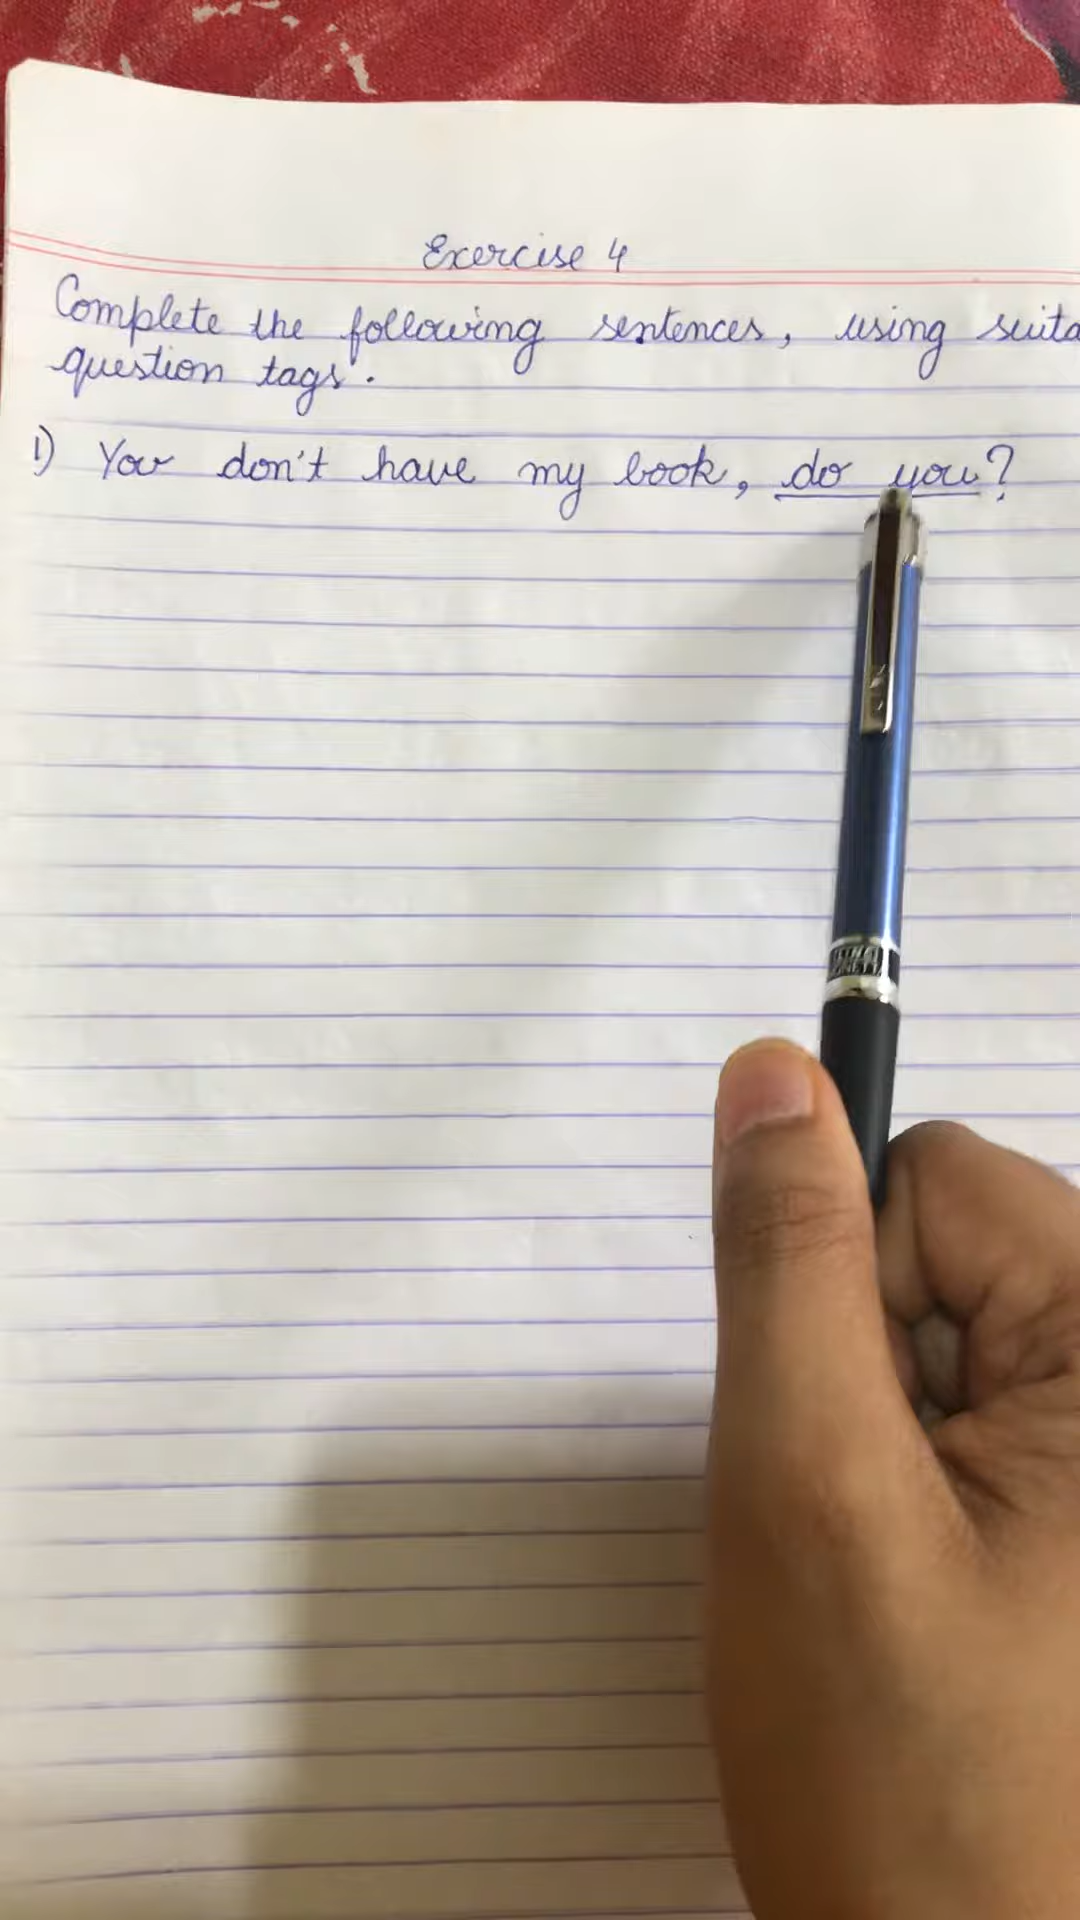 Exercise 4
Complete the following sentences, using
question tags.
1) You don't have my book, do you?